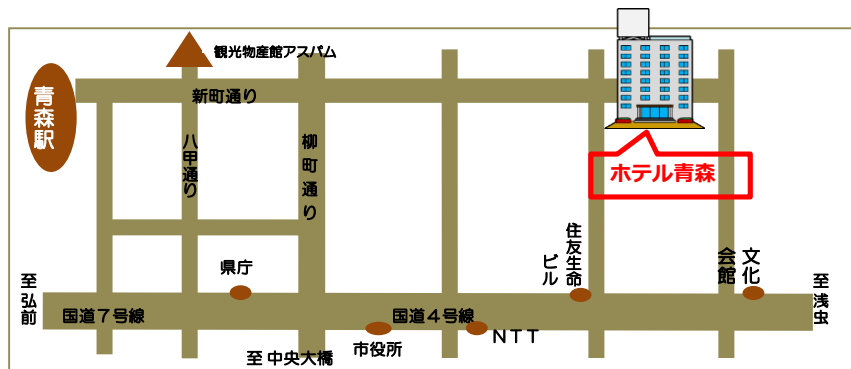 観光物産館アスパム
青森駅
新町通り
八甲通り
柳町通り
ホテル青森
県庁
住友生命
ビル
文化
会館
至弘前
至浅虫
国道７号線
国道４号線
至 中央大橋
市役所
ＮＴＴ